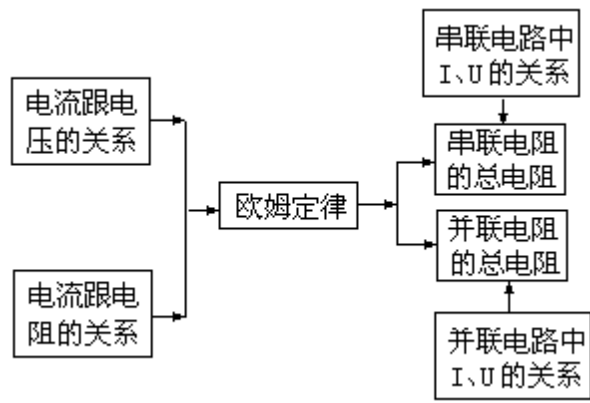 串联电路中
I、U的关系
电流跟电
压的关系
串联电阻
的总电阻
欧姆定律
并联电阻
的总电阻
电流跟电
阻的关系
并联电路中
I、U的关系